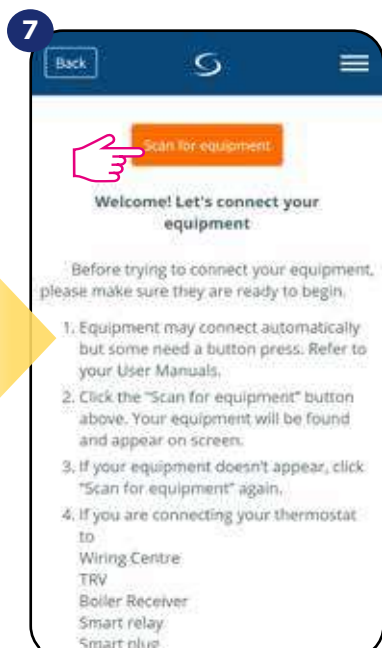 7
Back
Scan for equipment
Welcome! Let's connect your
equipment
Before trying to connect your equipment,
please make sure they are ready to begin.
1. Equipment may connect automatically
but some need a button press. Refer to
your User Manuals.
2. Click the "Scan for equipment" button
above. Your equipment will be found
and appear on screen.
3. If your equipment doesn't appear, click
"Scan for equipment" again.
4. If you are connecting your thermostat
to
Wiring Centre
TRV
Boiler Receiver
Smart relay
Smart plug